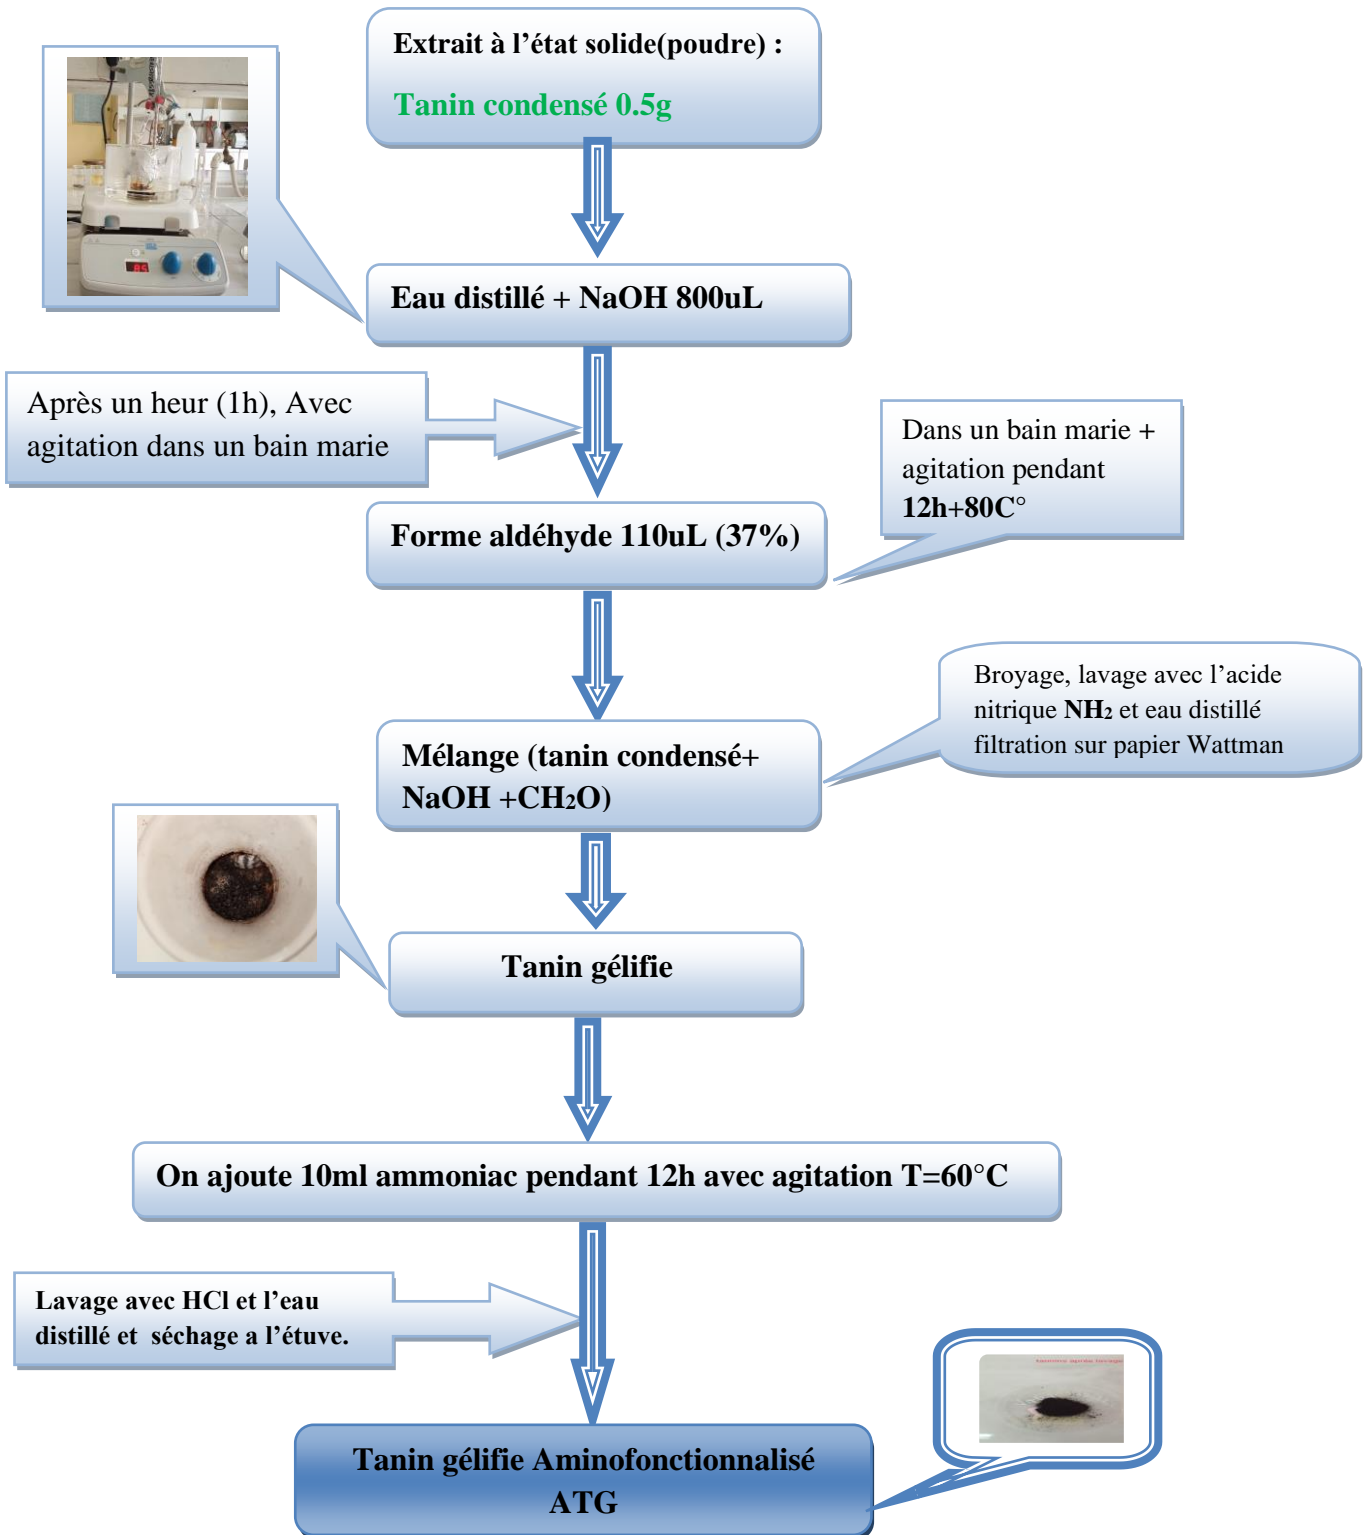 Extrait à l’état solide(poudre) :
Tanin condensé 0.5g
85
Eau distillé + NaOH 800uL
Après un heur (1h), Avec
agitation dans un bain marie
Dans un bain marie +
agitation pendant
12h+80C°
Forme aldéhyde 110uL (37%)
Broyage, lavage avec l’acide
nitrique NH₂ et eau distillé
filtration sur papier Wattman
Mélange (tanin condensé+
NaOH +CH₂O)
Tanin gélifie
On ajoute 10ml ammoniac pendant 12h avec agitation T=60°C
Lavage avec HCl et l’eau
distillé et séchage a l’étuve.
Tanin gélifie Aminofonctionnalisé
ATG